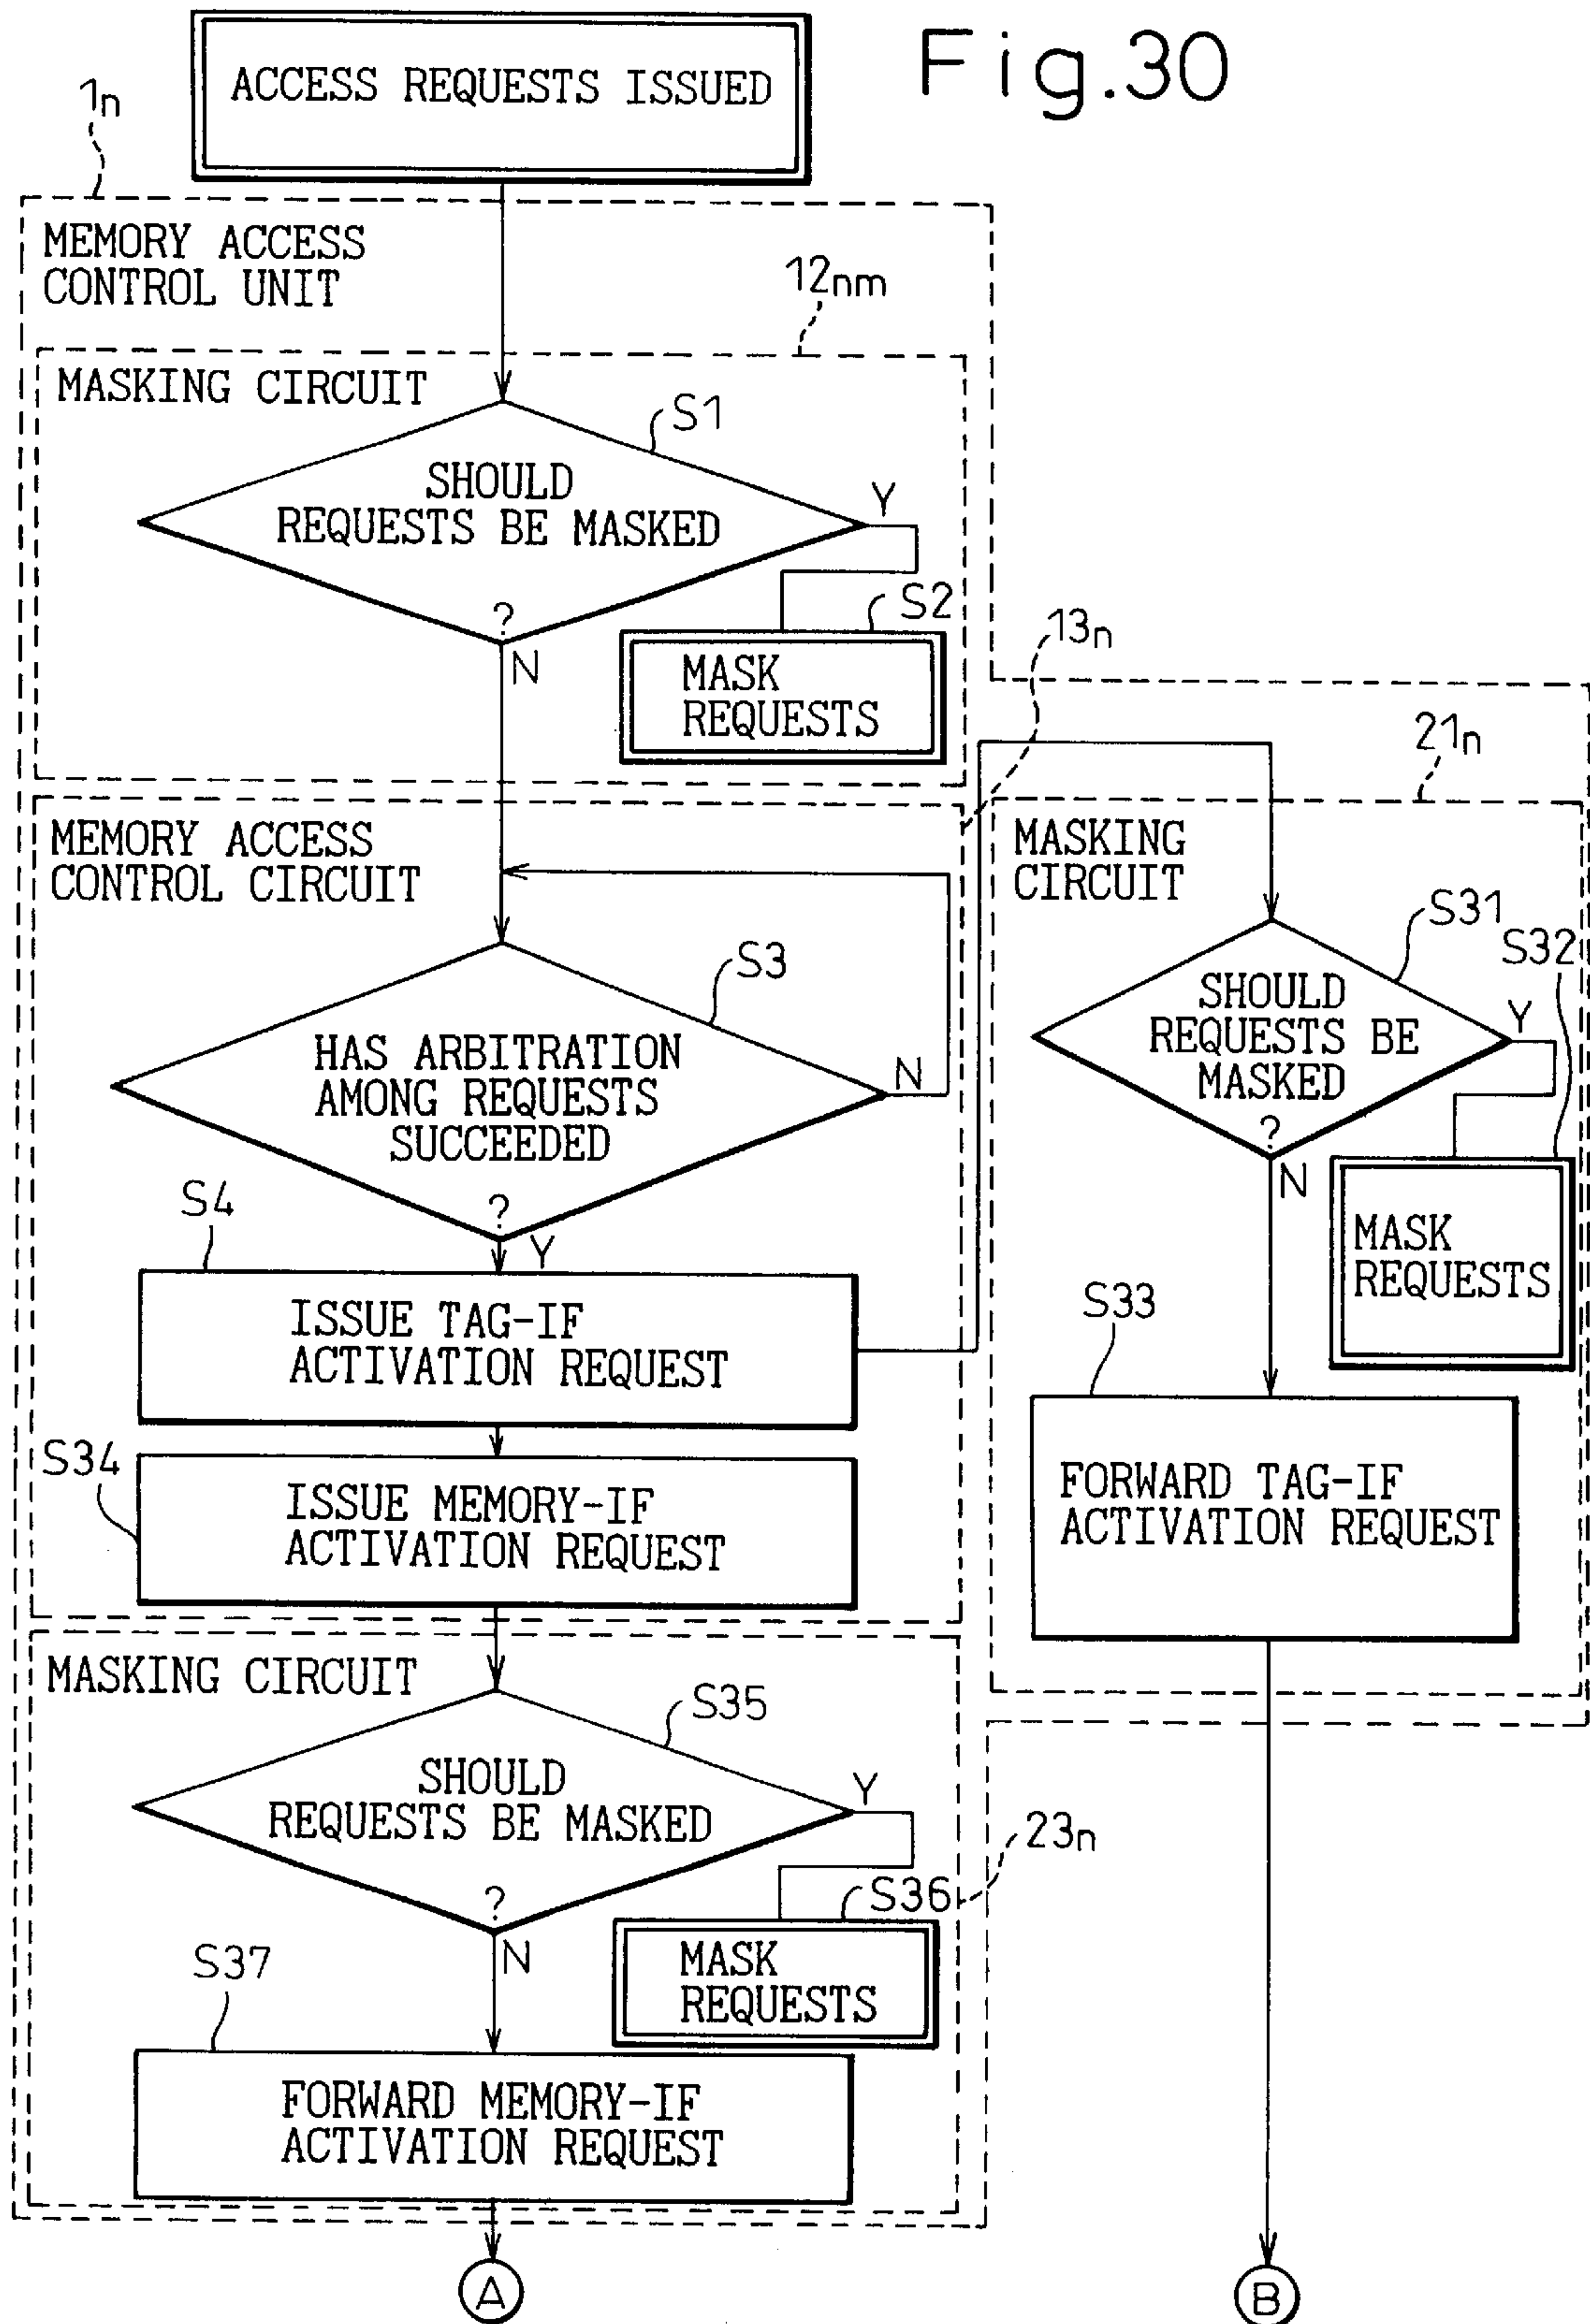 Fig.30
ACCESS REQUESTS ISSUED
1n
MEMORY ACCESS
CONTROL UNIT
12nm
MASKING CIRCUIT
S1
SHOULD
REQUESTS BE MASKED
?
Y
N
S2
MASK
REQUESTS
13n
MEMORY ACCESS
CONTROL CIRCUIT
S3
HAS ARBITRATION
AMONG REQUESTS
SUCCEEDED
?
N
Y
S4
ISSUE TAG-IF
ACTIVATION REQUEST
S34
ISSUE MEMORY-IF
ACTIVATION REQUEST
21n
MASKING
CIRCUIT
S31
S32
SHOULD
REQUESTS BE
MASKED
?
Y
N
MASK
REQUESTS
S33
FORWARD TAG-IF
ACTIVATION REQUEST
MASKING CIRCUIT
S35
SHOULD
REQUESTS BE MASKED
?
Y
N
23n
S36
MASK
REQUESTS
S37
FORWARD MEMORY-IF
ACTIVATION REQUEST
A
B